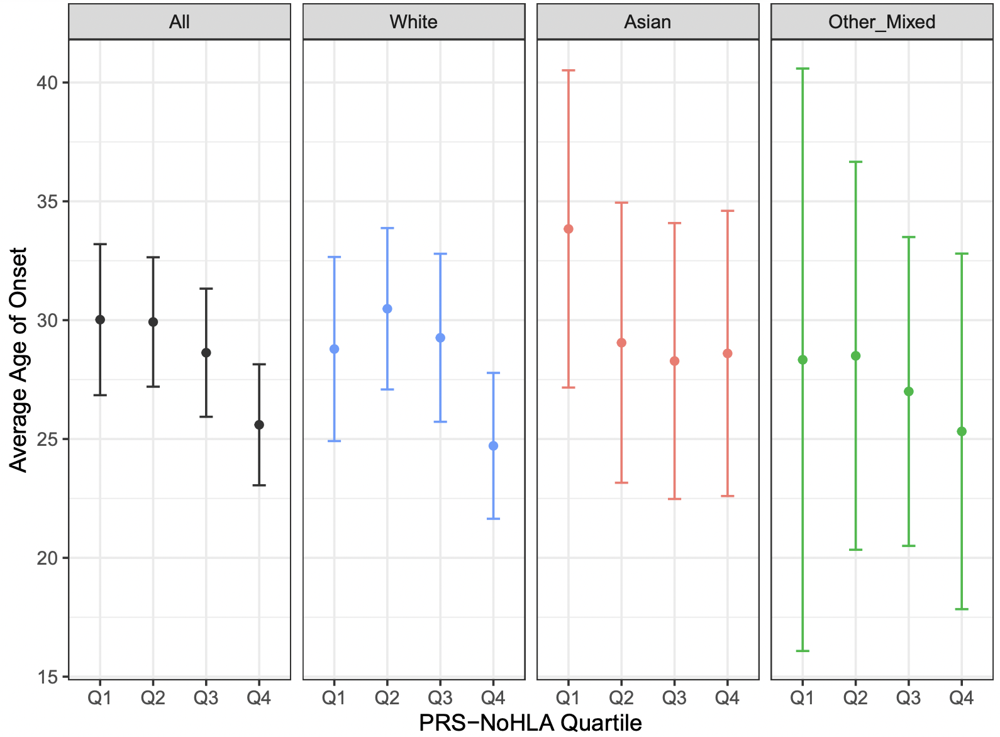 All White Asian Other_Mixed
40
35
30
25
20
15
Average Age of Onset
Q1 Q2 Q3 Q4 Q1 Q2 Q3 Q4 Q1 Q2 Q3 Q4 Q1 Q2 Q3 Q4
PRS−NoHLA Quartile